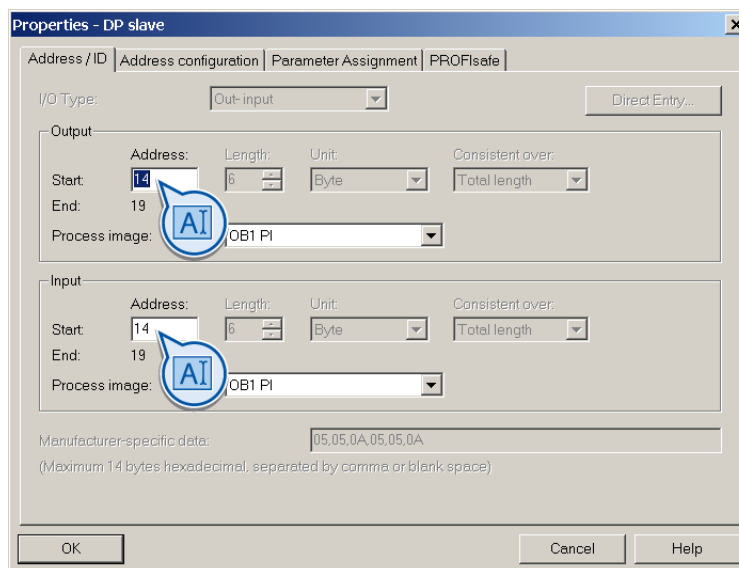 Properties - DP slave
Address / ID Address configuration Parameter Assignment PROFIsafe
I/O Type: Out- input Direct Entry...
Output
Address: Length: Unit: Consistent over:
Start: 14 6 Byte Total length
End: 19
Process image: OB1 PI
Input
Address: Length: Unit: Consistent over:
Start: 14 6 Byte Total length
End: 19
Process image: OB1 PI
Manufacturer-specific data: 05,05,0A,05,05,0A
(Maximum 14 bytes hexadecimal, separated by comma or blank space)
OK Cancel Help